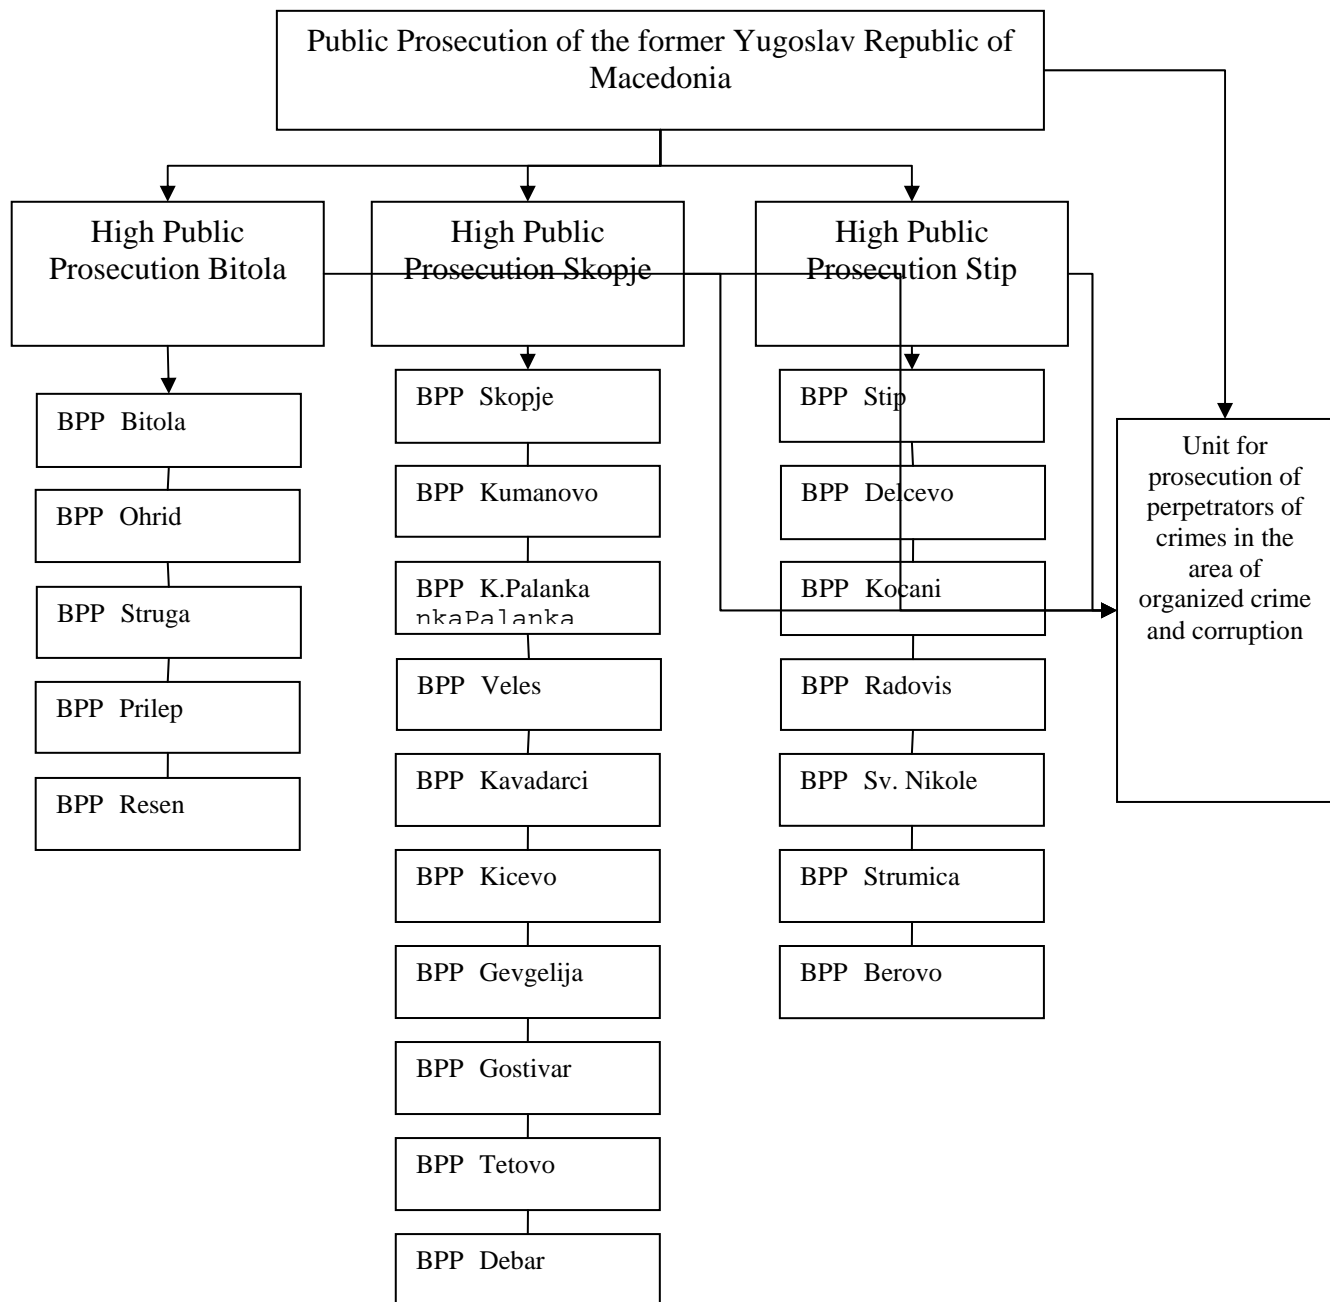 Public Prosecution of the former Yugoslav Republic of
Macedonia
High Public
Prosecution Bitola
High Public
Prosecution Skopje
High Public
Prosecution Stip
BPP Bitola
BPP Ohrid
BPP Struga
BPP Prilep
BPP Resen
BPP Skopje
BPP Kumanovo
BPP K.Palanka
nkaPalanka
BPP Veles
BPP Kavadarci
BPP Kicevo
BPP Gevgelija
BPP Gostivar
BPP Tetovo
BPP Debar
BPP Stip
BPP Delcevo
BPP Kocani
BPP Radovis
BPP Sv. Nikole
BPP Strumica
BPP Berovo
Unit for
prosecution of
perpetrators of
crimes in the
area of
organized crime
and corruption